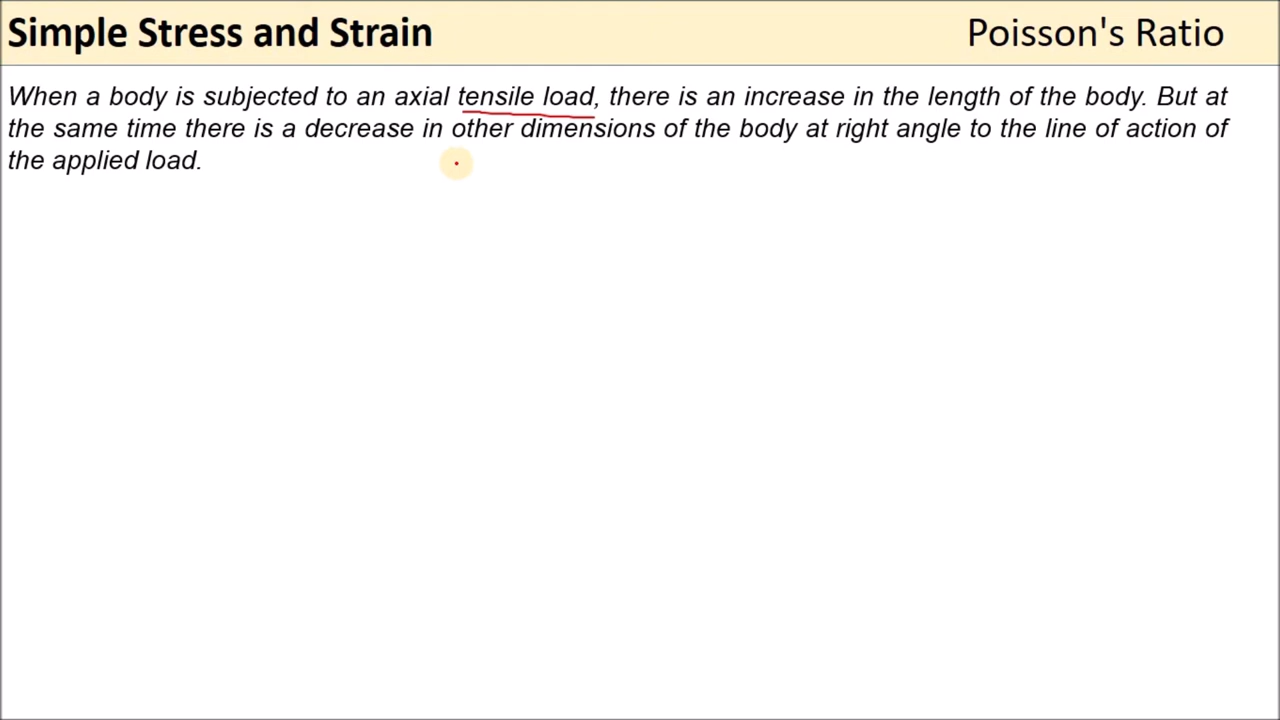 Simple Stress and Strain
Poisson's Ratio
When a body is subjected to an axial tensile load, there is an increase in the length of the body. But at
the same time there is a decrease in other dimensions of the body at right angle to the line of action of
the applied load.